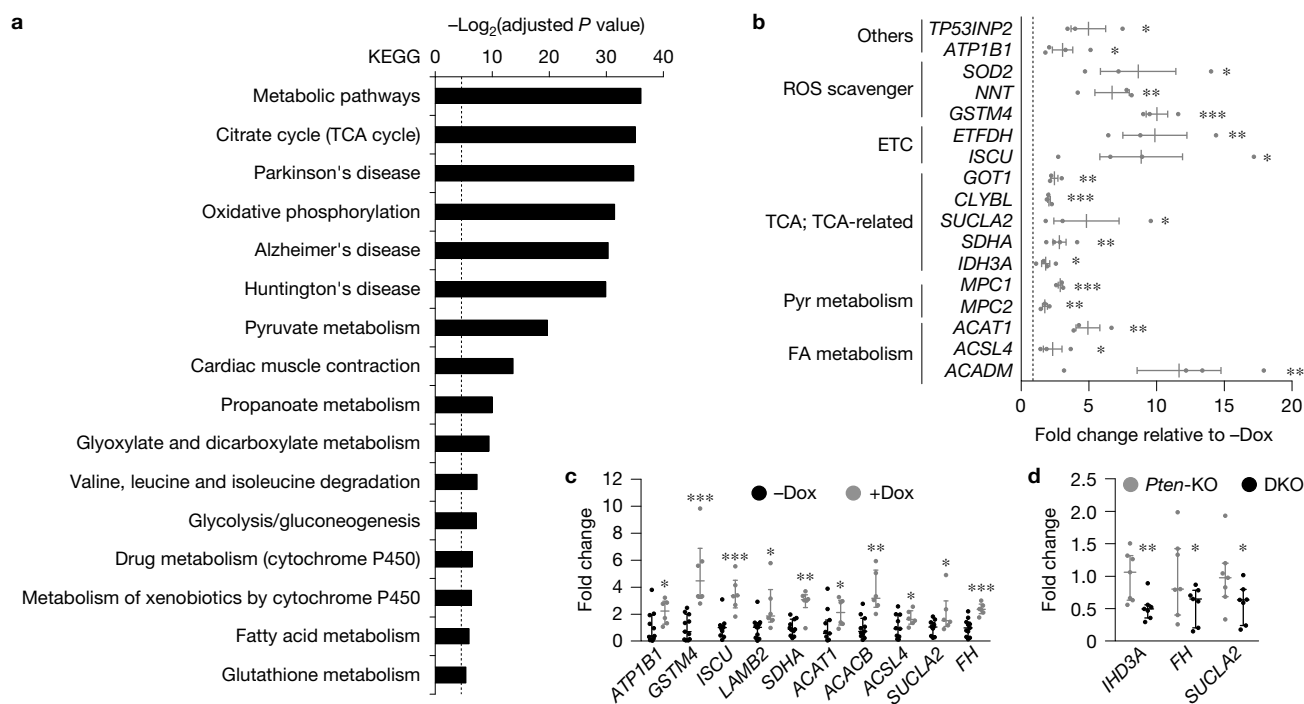 a
–Log₂(adjusted P value)
KEGG
0 10 20 30 40
Metabolic pathways
Citrate cycle (TCA cycle)
Parkinson's disease
Oxidative phosphorylation
Alzheimer's disease
Huntington's disease
Pyruvate metabolism
Cardiac muscle contraction
Propanoate metabolism
Glyoxylate and dicarboxylate metabolism
Valine, leucine and isoleucine degradation
Glycolysis/gluconeogenesis
Drug metabolism (cytochrome P450)
Metabolism of xenobiotics by cytochrome P450
Fatty acid metabolism
Glutathione metabolism
b
Others
TP53INP2 *
ATP1B1 *
ROS scavenger
SOD2 *
NNT **
GSTM4 ***
ETC
ETFDH **
ISCU *
TCA; TCA-related
GOT1 **
CLYBL ***
SUCLA2 *
SDHA **
IDH3A *
Pyr metabolism
MPC1 ***
MPC2 **
FA metabolism
ACAT1 **
ACSL4 *
ACADM **
0 5 10 15 20
Fold change relative to –Dox
c
–Dox +Dox
Fold change
12
10
8
6
4
2
0
* *** *** * ** * ** * * ***
ATP1B1 GSTM4 ISCU LAMB2 SDHA ACAT1 ACACB ACSL4 SUCLA2 FH
d
Pten-KO DKO
Fold change
2.5
2.0
1.5
1.0
0.5
0
** * *
IHD3A FH SUCLA2